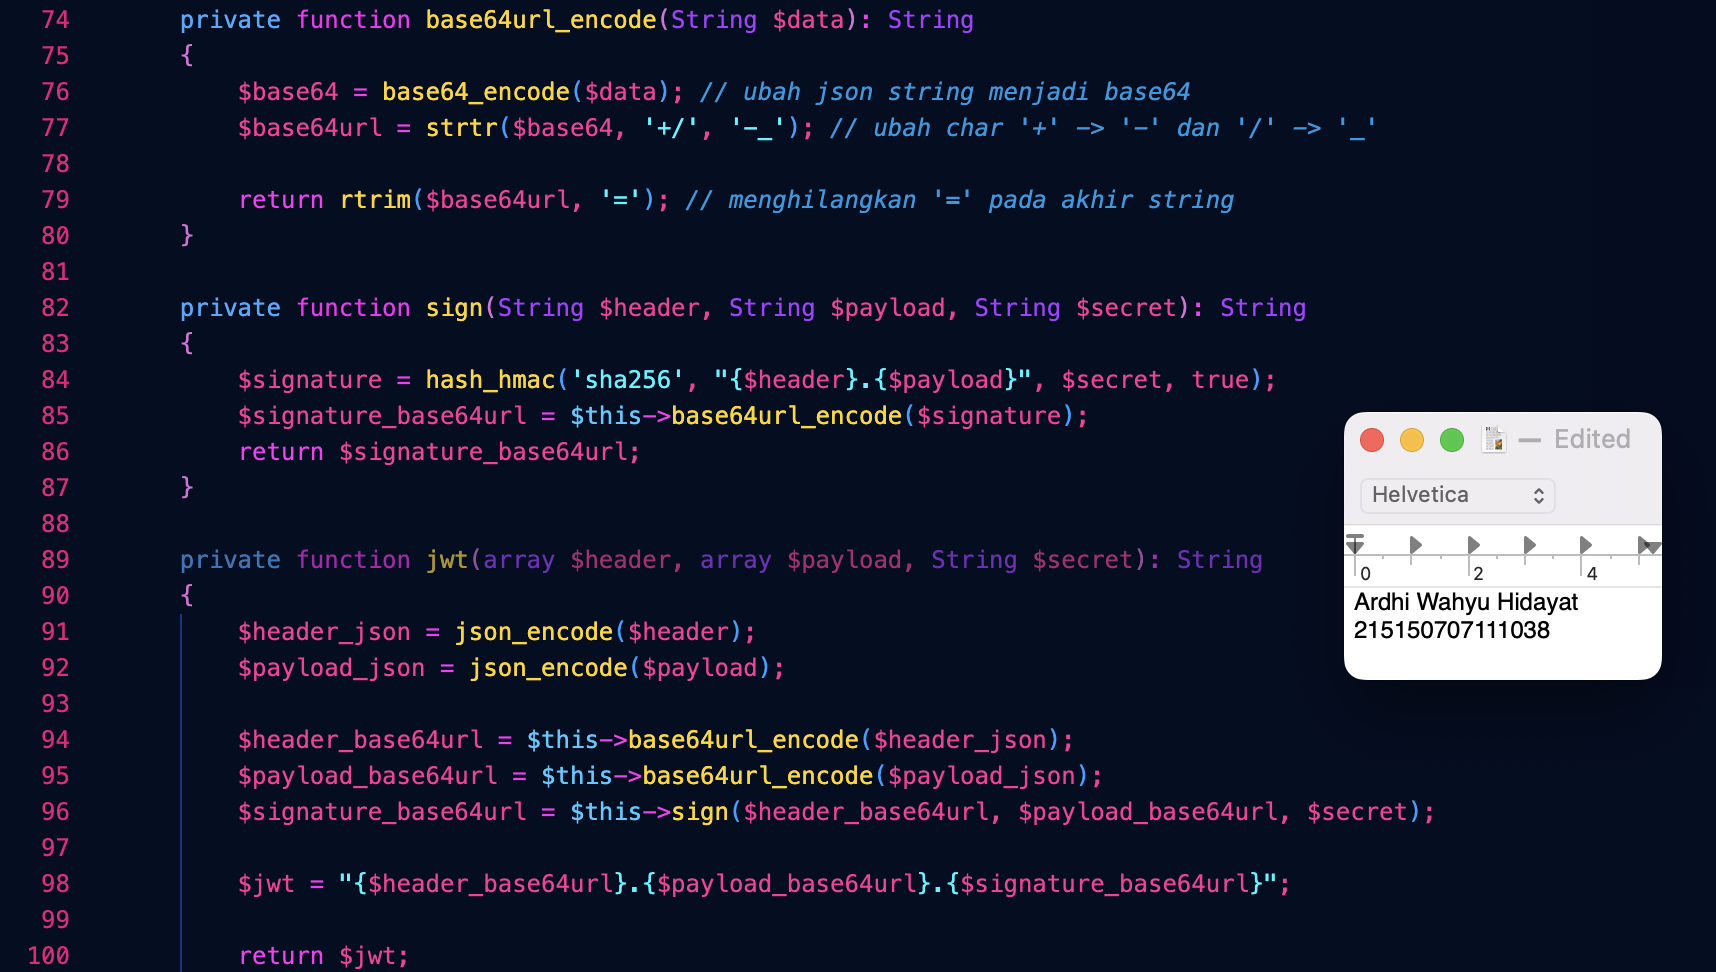 74 private function base64url_encode(String $data): String
75 {
76 $base64 = base64_encode($data); // ubah json string menjadi base64
77 $base64url = strtr($base64, '+/', '-_'); // ubah char '+' -> '-' dan '/' -> '_'
78
79 return rtrim($base64url, '='); // menghilangkan '=' pada akhir string
80 }
81
82 private function sign(String $header, String $payload, String $secret): String
83 {
84 $signature = hash_hmac('sha256', "{$header}.{$payload}", $secret, true);
85 $signature_base64url = $this->base64url_encode($signature);
86 return $signature_base64url;
87 }
88
89 private function jwt(array $header, array $payload, String $secret): String
90 {
91 $header_json = json_encode($header);
92 $payload_json = json_encode($payload);
93
94 $header_base64url = $this->base64url_encode($header_json);
95 $payload_base64url = $this->base64url_encode($payload_json);
96 $signature_base64url = $this->sign($header_base64url, $payload_base64url, $secret);
97
98 $jwt = "{$header_base64url}.{$payload_base64url}.{$signature_base64url}";
99
100 return $jwt;
— Edited
Helvetica
0 2 4
Ardhi Wahyu Hidayat
215150707111038